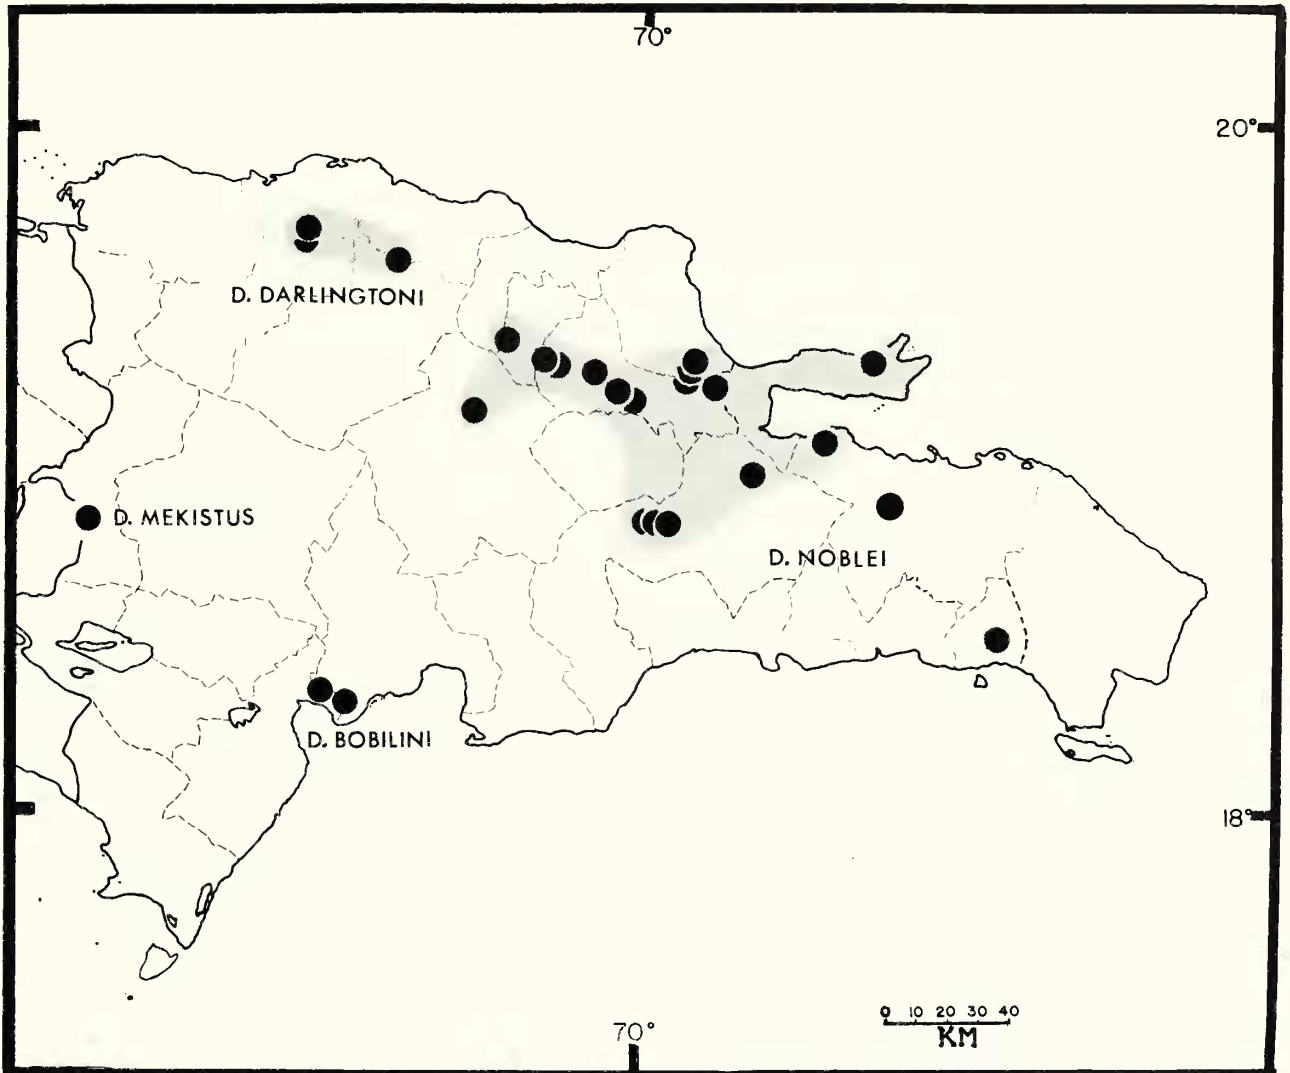 70°
20°
D. DARLINGTONI
D. MEKISTUS
D. NOBLEI
D. BOBILINI
18°
0 10 20 30 40
KM
70°